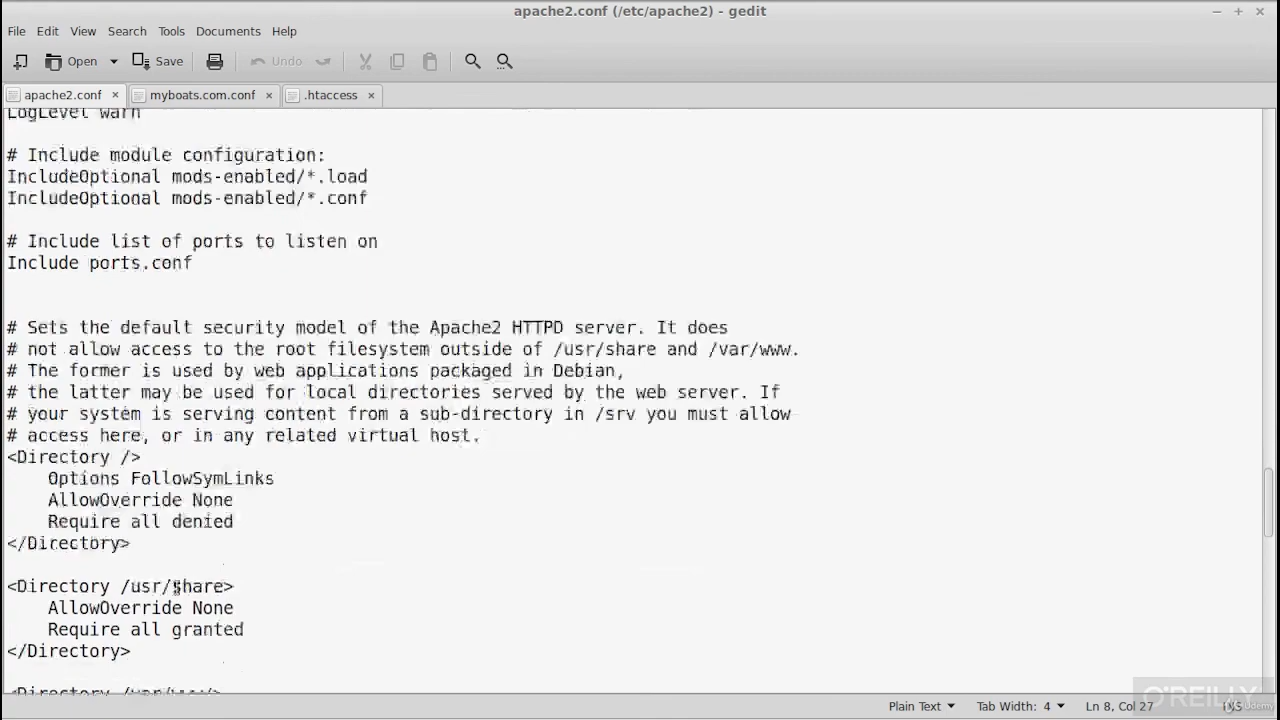 apache2.conf (/etc/apache2) - gedit
File Edit View Search Tools Documents Help
Open Save Undo
apache2.conf myboats.com.conf .htaccess
LogLevel warn
# Include module configuration:
IncludeOptional mods-enabled/*.load
IncludeOptional mods-enabled/*.conf
# Include list of ports to listen on
Include ports.conf
# Sets the default security model of the Apache2 HTTPD server. It does
# not allow access to the root filesystem outside of /usr/share and /var/www.
# The former is used by web applications packaged in Debian,
# the latter may be used for local directories served by the web server. If
# your system is serving content from a sub-directory in /srv you must allow
# access here, or in any related virtual host.
<Directory />
    Options FollowSymLinks
    AllowOverride None
    Require all denied
</Directory>
<Directory /usr/share>
    AllowOverride None
    Require all granted
</Directory>
<Directory /var/www/>
Plain Text Tab Width: 4 Ln 8, Col 27
O'REILLY
Udemy